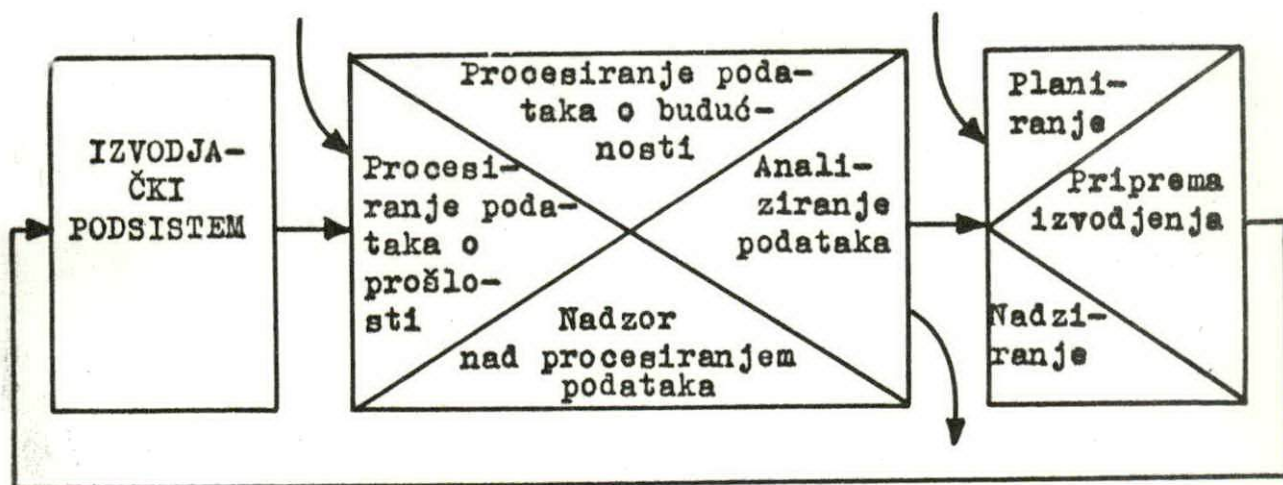 IZVODJA-
ČKI
PODSISTEM
Procesiranje poda-
taka o buduć-
nosti
Procesi-
ranje poda-
taka o
prošlo-
sti
Anali-
ziranje
podataka
Nadzor
nad procesiranjem
podataka
Plani-
ranje
Priprema
izvodjenja
Nadzi-
ranje